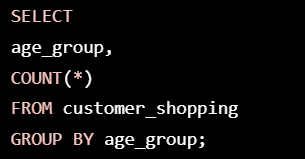 SELECT
age_group,
COUNT(*)
FROM customer_shopping
GROUP BY age_group;